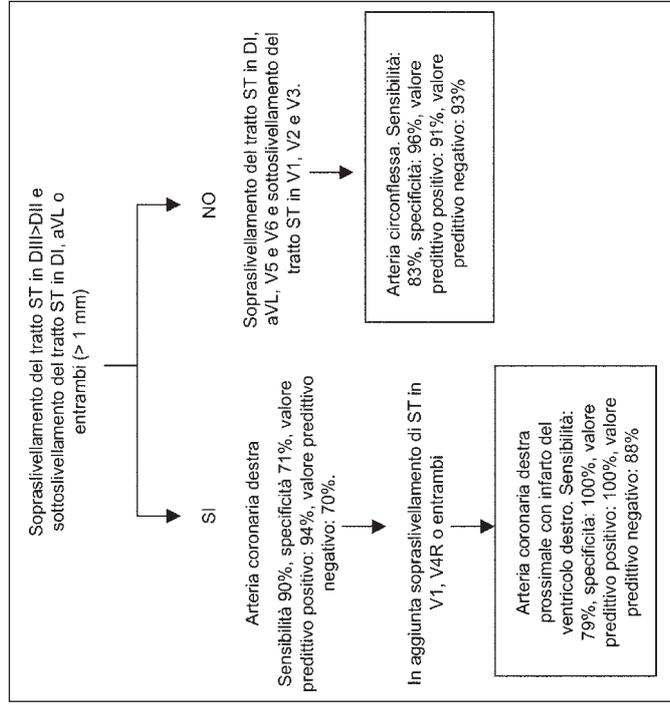 Sopraslivellamento del tratto ST in DIII>DII e
sottoslivellamento del tratto ST in DI, aVL o
entrambi (> 1 mm)
SI
Arteria coronaria destra
Sensibilità 90%, specificità 71%, valore
predittivo positivo: 94%, valore predittivo
negativo: 70%.
In aggiunta sopraslivellamento di ST in
V1, V4R o entrambi
Arteria coronaria destra
prossimale con infarto del
ventricolo destro. Sensibilità:
79%, specificità: 100%, valore
predittivo positivo: 100%, valore
predittivo negativo: 88%
NO
Sopraslivellamento del tratto ST in DI,
aVL, V5 e V6 e sottoslivellamento del
tratto ST in V1, V2 e V3.
Arteria circonflessa. Sensibilità:
83%, specificità: 96%, valore
predittivo positivo: 91%, valore
predittivo negativo: 93%